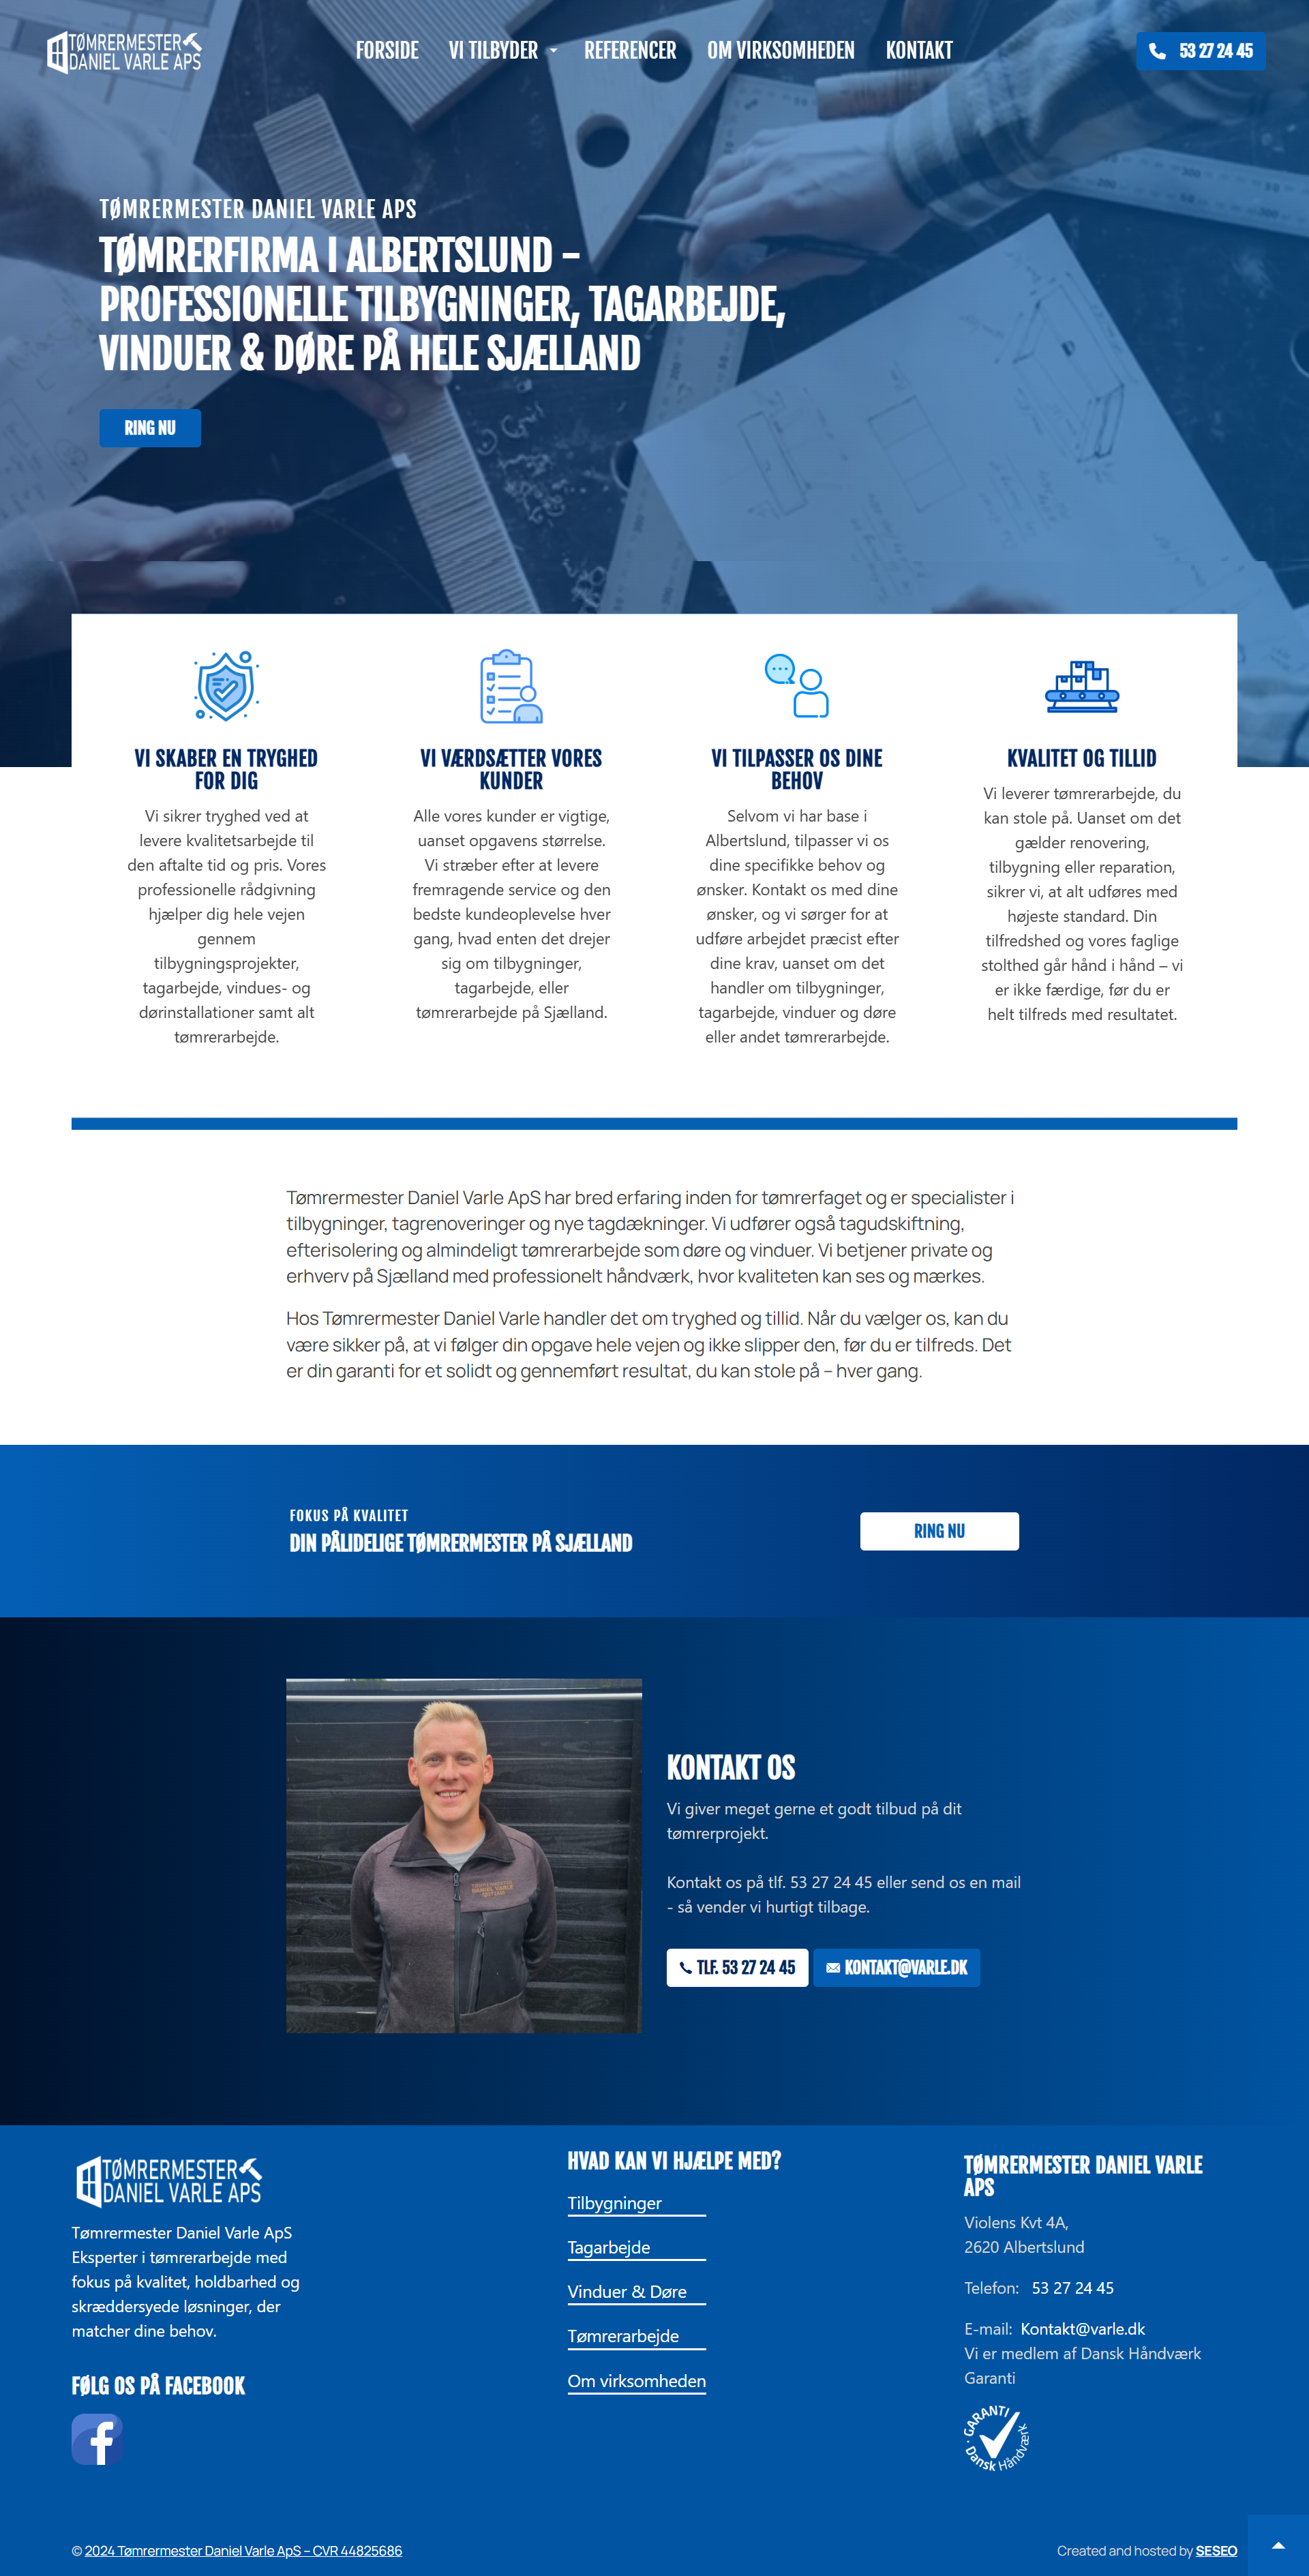 TØMRERMESTER
DANIEL VARLE APS
FORSIDE
VI TILBYDER
REFERENCER
OM VIRKSOMHEDEN
KONTAKT
53 27 24 45
TØMRERMESTER DANIEL VARLE APS
TØMRERFIRMA I ALBERTSLUND –
PROFESSIONELLE TILBYGNINGER, TAGARBEJDE,
VINDUER & DØRE PÅ HELE SJÆLLAND
RING NU
VI SKABER EN TRYGHED
FOR DIG
Vi sikrer tryghed ved at
levere kvalitetsarbejde til
den aftalte tid og pris. Vores
professionelle rådgivning
hjælper dig hele vejen
gennem
tilbygningsprojekter,
tagarbejde, vindues- og
dørinstallationer samt alt
tømrerarbejde.
VI VÆRDSÆTTER VORES
KUNDER
Alle vores kunder er vigtige,
uanset opgavens størrelse.
Vi stræber efter at levere
fremragende service og den
bedste kundeoplevelse hver
gang, hvad enten det drejer
sig om tilbygninger,
tagarbejde, eller
tømrerarbejde på Sjælland.
VI TILPASSER OS DINE
BEHOV
Selvom vi har base i
Albertslund, tilpasser vi os
dine specifikke behov og
ønsker. Kontakt os med dine
ønsker, og vi sørger for at
udføre arbejdet præcist efter
dine krav, uanset om det
handler om tilbygninger,
tagarbejde, vinduer og døre
eller andet tømrerarbejde.
KVALITET OG TILLID
Vi leverer tømrerarbejde, du
kan stole på. Uanset om det
gælder renovering,
tilbygning eller reparation,
sikrer vi, at alt udføres med
højeste standard. Din
tilfredshed og vores faglige
stolthed går hånd i hånd – vi
er ikke færdige, før du er
helt tilfreds med resultatet.
Tømrermester Daniel Varle ApS har bred erfaring inden for tømrerfaget og er specialister i
tilbygninger, tagrenoveringer og nye tagdækninger. Vi udfører også tagudskiftning,
efterisolering og almindeligt tømrerarbejde som døre og vinduer. Vi betjener private og
erhverv på Sjælland med professionelt håndværk, hvor kvaliteten kan ses og mærkes.
Hos Tømrermester Daniel Varle handler det om tryghed og tillid. Når du vælger os, kan du
være sikker på, at vi følger din opgave hele vejen og ikke slipper den, før du er tilfreds. Det
er din garanti for et solidt og gennemført resultat, du kan stole på – hver gang.
FOKUS PÅ KVALITET
DIN PÅLIDELIGE TØMRERMESTER PÅ SJÆLLAND
RING NU
TØMRERMESTER
DANIEL VARLE
KONTAKT OS
Vi giver meget gerne et godt tilbud på dit
tømrerprojekt.
Kontakt os på tlf. 53 27 24 45 eller send os en mail
- så vender vi hurtigt tilbage.
TLF. 53 27 24 45
KONTAKT@VARLE.DK
TØMRERMESTER
DANIEL VARLE APS
Tømrermester Daniel Varle ApS
Eksperter i tømrerarbejde med
fokus på kvalitet, holdbarhed og
skræddersyede løsninger, der
matcher dine behov.
FØLG OS PÅ FACEBOOK
HVAD KAN VI HJÆLPE MED?
Tilbygninger
Tagarbejde
Vinduer & Døre
Tømrerarbejde
Om virksomheden
TØMRERMESTER DANIEL VARLE
APS
Violens Kvt 4A,
2620 Albertslund
Telefon: 53 27 24 45
E-mail: Kontakt@varle.dk
Vi er medlem af Dansk Håndværk
Garanti
GARANTI
Dansk Håndværk
© 2024 Tømrermester Daniel Varle ApS – CVR 44825686
Created and hosted by SESEO